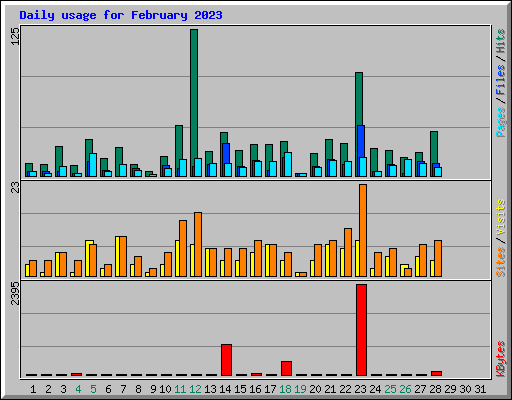 Daily usage for February 2023
125
Pages / Files / Hits
23
Sites / Visits
2395
KBytes
1 2 3 4 5 6 7 8 9 10 11 12 13 14 15 16 17 18 19 20 21 22 23 24 25 26 27 28 29 30 31